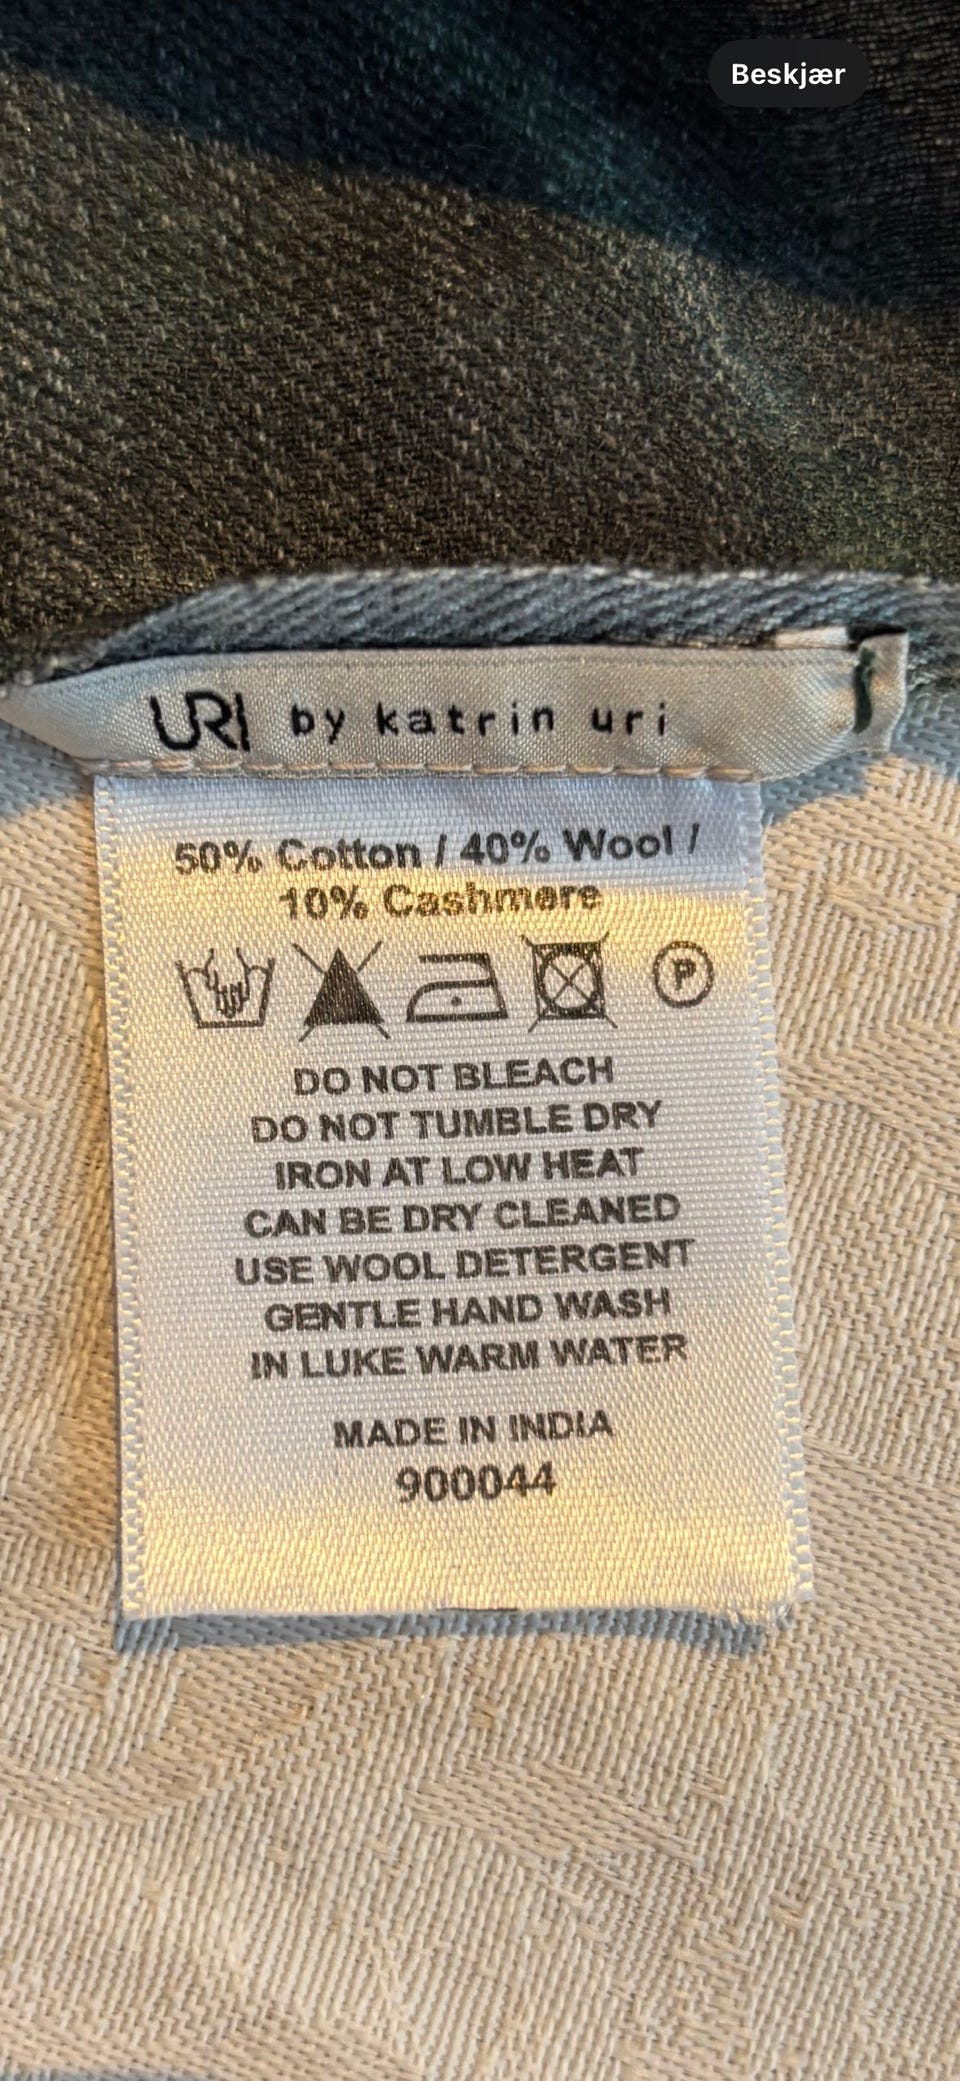 Beskjær
URI by katrin uri
50% Cotton / 40% Wool /
10% Cashmere
P
DO NOT BLEACH
DO NOT TUMBLE DRY
IRON AT LOW HEAT
CAN BE DRY CLEANED
USE WOOL DETERGENT
GENTLE HAND WASH
IN LUKE WARM WATER
MADE IN INDIA
900044